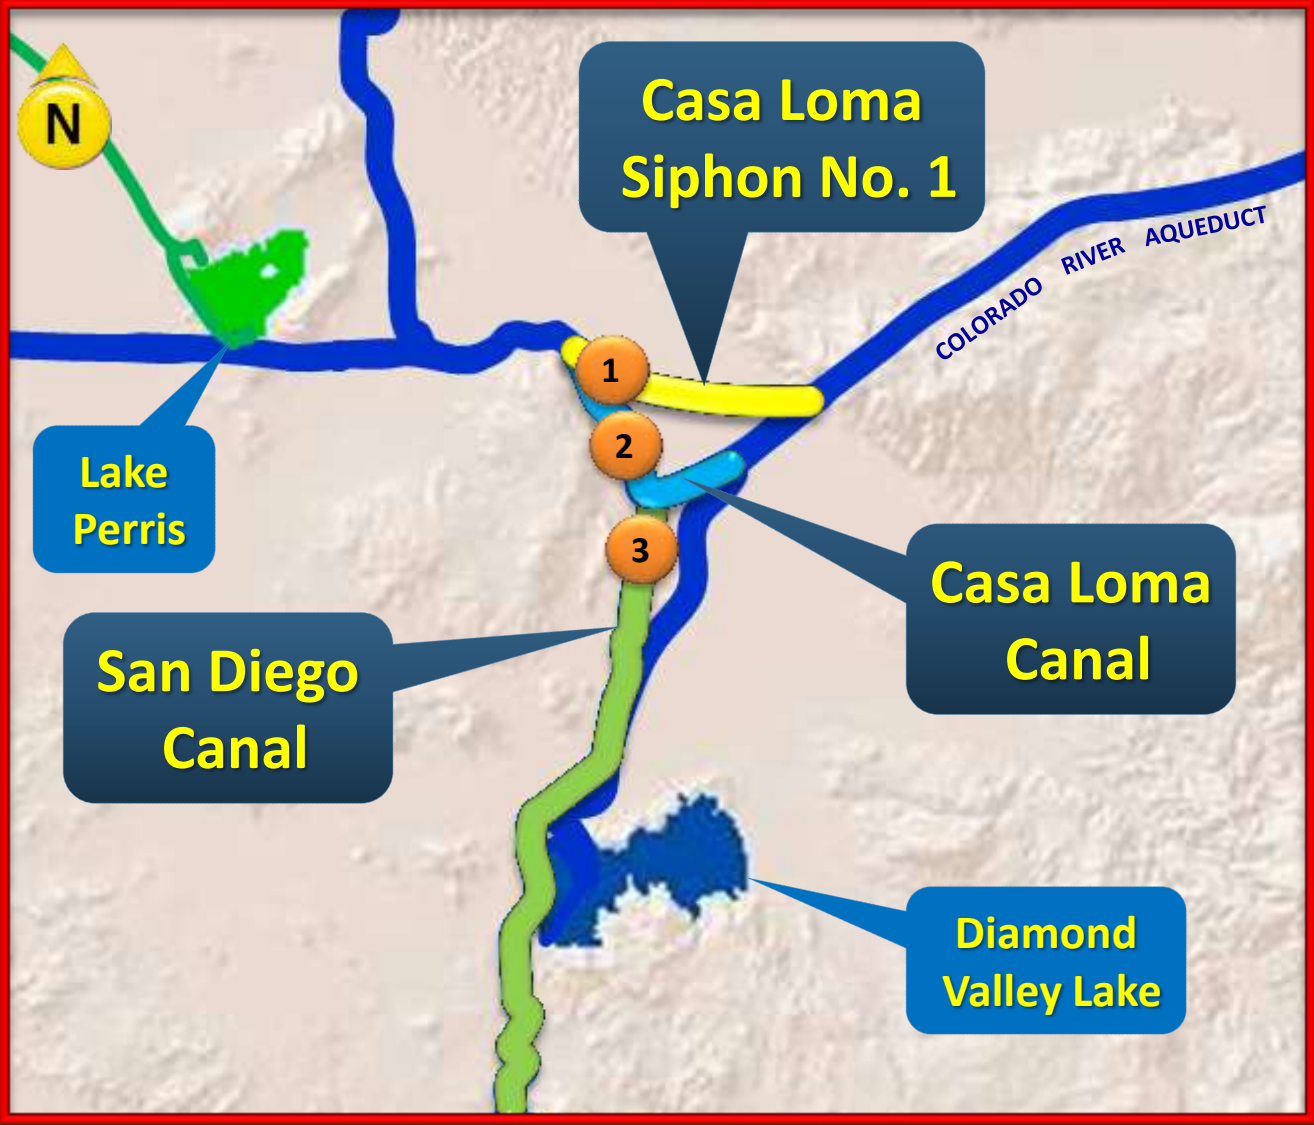 N
Casa Loma
Siphon No. 1
COLORADO RIVER AQUEDUCT
1
2
Lake
Perris
3
Casa Loma
Canal
San Diego
Canal
Diamond
Valley Lake